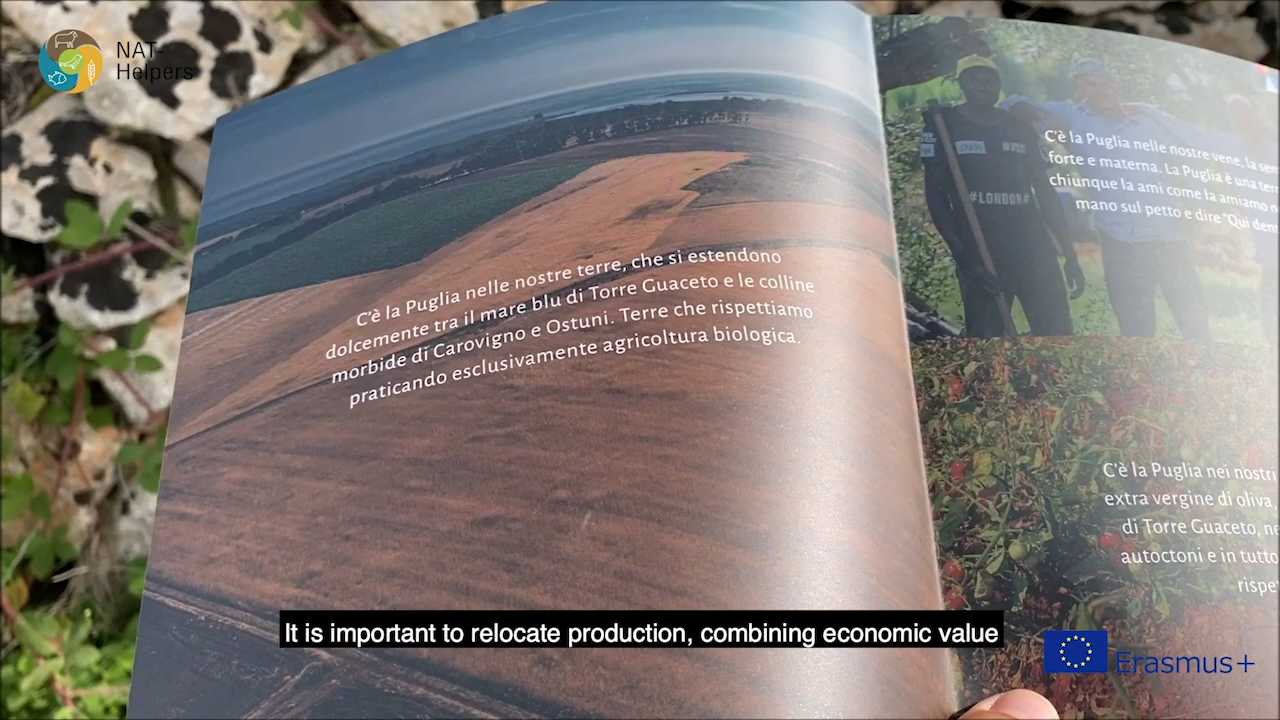 NAT-
Helpers
C'è la Puglia nelle nostre terre, che si estendono
dolcemente tra il mare blu di Torre Guaceto e le colline
morbide di Carovigno e Ostuni. Terre che rispettiamo
praticando esclusivamente agricoltura biologica.
#LONDON#
C'è la Puglia nelle nostre vene, la
forte e materna. La Puglia è una
chiunque la ami come la amiamo
mano sul petto e dire "Qui
C'è la Puglia nei nostri
extra vergine di oliva,
di Torre Guaceto,
autoctoni e in tutto
It is important to relocate production, combining economic value
Erasmus+